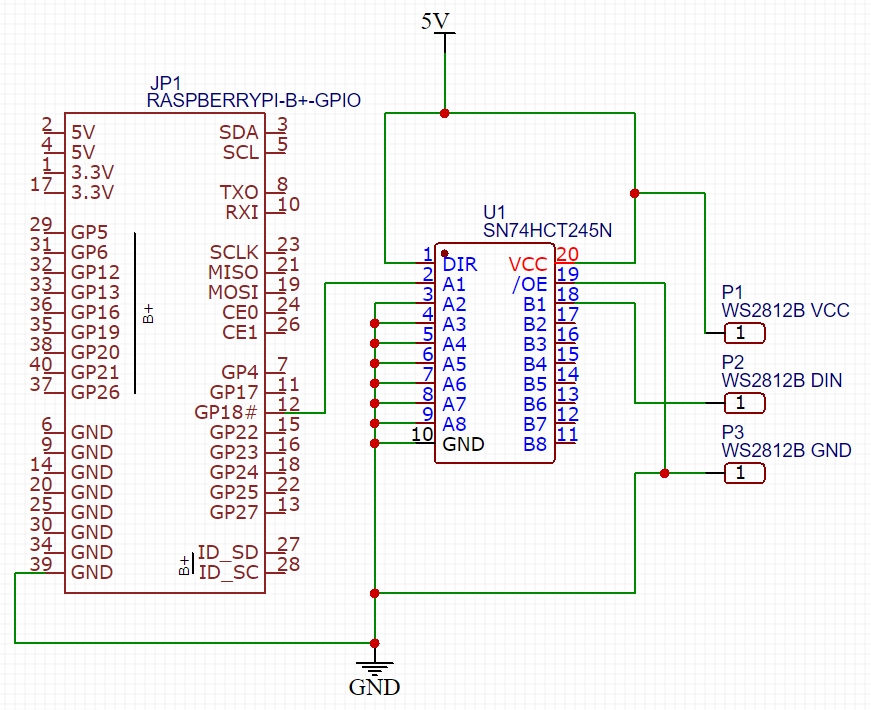 5V
JP1
RASPBERRYPI-B+-GPIO
2 5V SDA 3
4 5V SCL 5
1 3.3V
17 3.3V TXO 8
RXI 10
29 GP5
31 GP6 SCLK 23
32 GP12 MISO 21
33 GP13 MOSI 19
36 GP16 CE0 24
35 GP19 CE1 26
38 GP20
40 GP21 GP4 7
37 GP26 GP17 11
B+
GP18# 12
6 GND GP22 15
9 GND GP23 16
14 GND GP24 18
20 GND GP25 22
25 GND GP27 13
30 GND
34 GND ID_SD 27
39 GND ID_SC 28
B+
U1
SN74HCT245N
1 DIR VCC 20
2 A1 /OE 19
3 A2 B1 18
4 A3 B2 17
5 A4 B3 16
6 A5 B4 15
7 A6 B5 14
8 A7 B6 13
9 A8 B7 12
10 GND B8 11
P1
WS2812B VCC
1
P2
WS2812B DIN
1
P3
WS2812B GND
1
GND